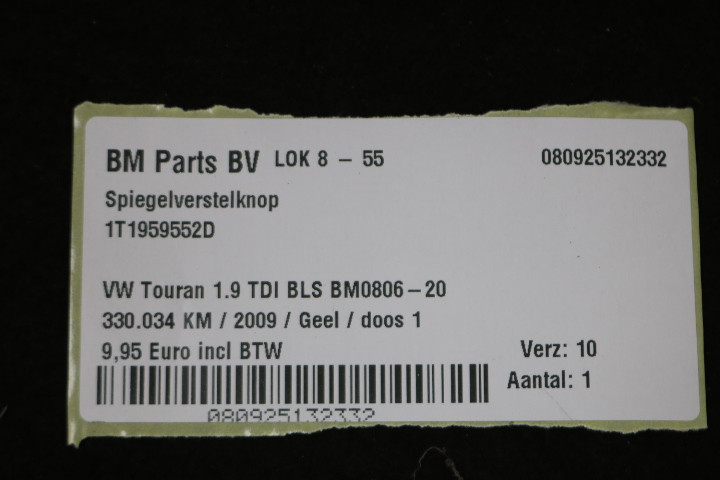 BM Parts BV LOK 8 – 55 080925132332
Spiegelverstelknop
1T1959552D
VW Touran 1.9 TDI BLS BM0806–20
330.034 KM / 2009 / Geel / doos 1
9,95 Euro incl BTW Verz: 10
Aantal: 1
080925132332